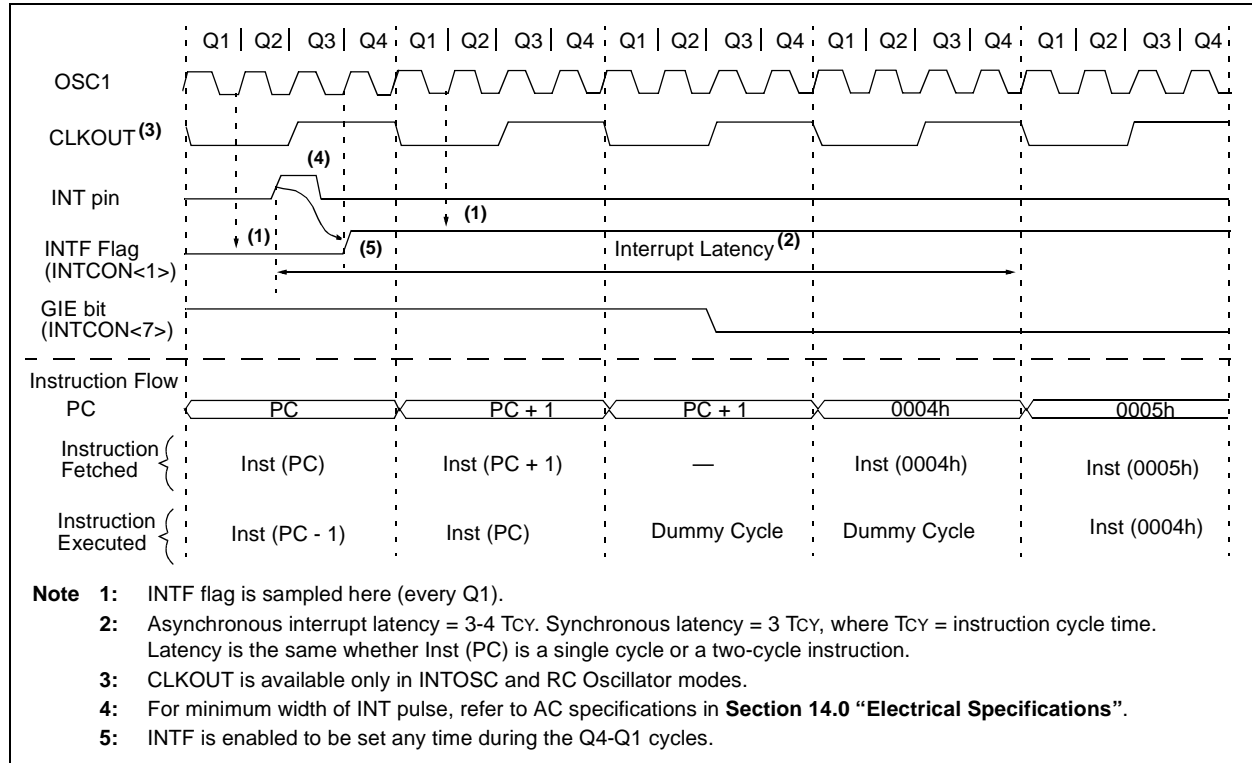 Q1 | Q2 | Q3 | Q4 Q1 | Q2 | Q3 | Q4 Q1 | Q2 | Q3 | Q4 Q1 | Q2 | Q3 | Q4 Q1 | Q2 | Q3 | Q4
OSC1
CLKOUT (3)
(4)
INT pin
(1)
(1)
(5)
INTF Flag
(INTCON<1>)
Interrupt Latency (2)
GIE bit
(INTCON<7>)
Instruction Flow
PC PC PC + 1 PC + 1 0004h 0005h
Instruction
Fetched
Inst (PC) Inst (PC + 1) — Inst (0004h) Inst (0005h)
Instruction
Executed
Inst (PC - 1) Inst (PC) Dummy Cycle Dummy Cycle Inst (0004h)
Note 1: INTF flag is sampled here (every Q1).
2: Asynchronous interrupt latency = 3-4 TCY. Synchronous latency = 3 TCY, where TCY = instruction cycle time.
Latency is the same whether Inst (PC) is a single cycle or a two-cycle instruction.
3: CLKOUT is available only in INTOSC and RC Oscillator modes.
4: For minimum width of INT pulse, refer to AC specifications in Section 14.0 “Electrical Specifications”.
5: INTF is enabled to be set any time during the Q4-Q1 cycles.